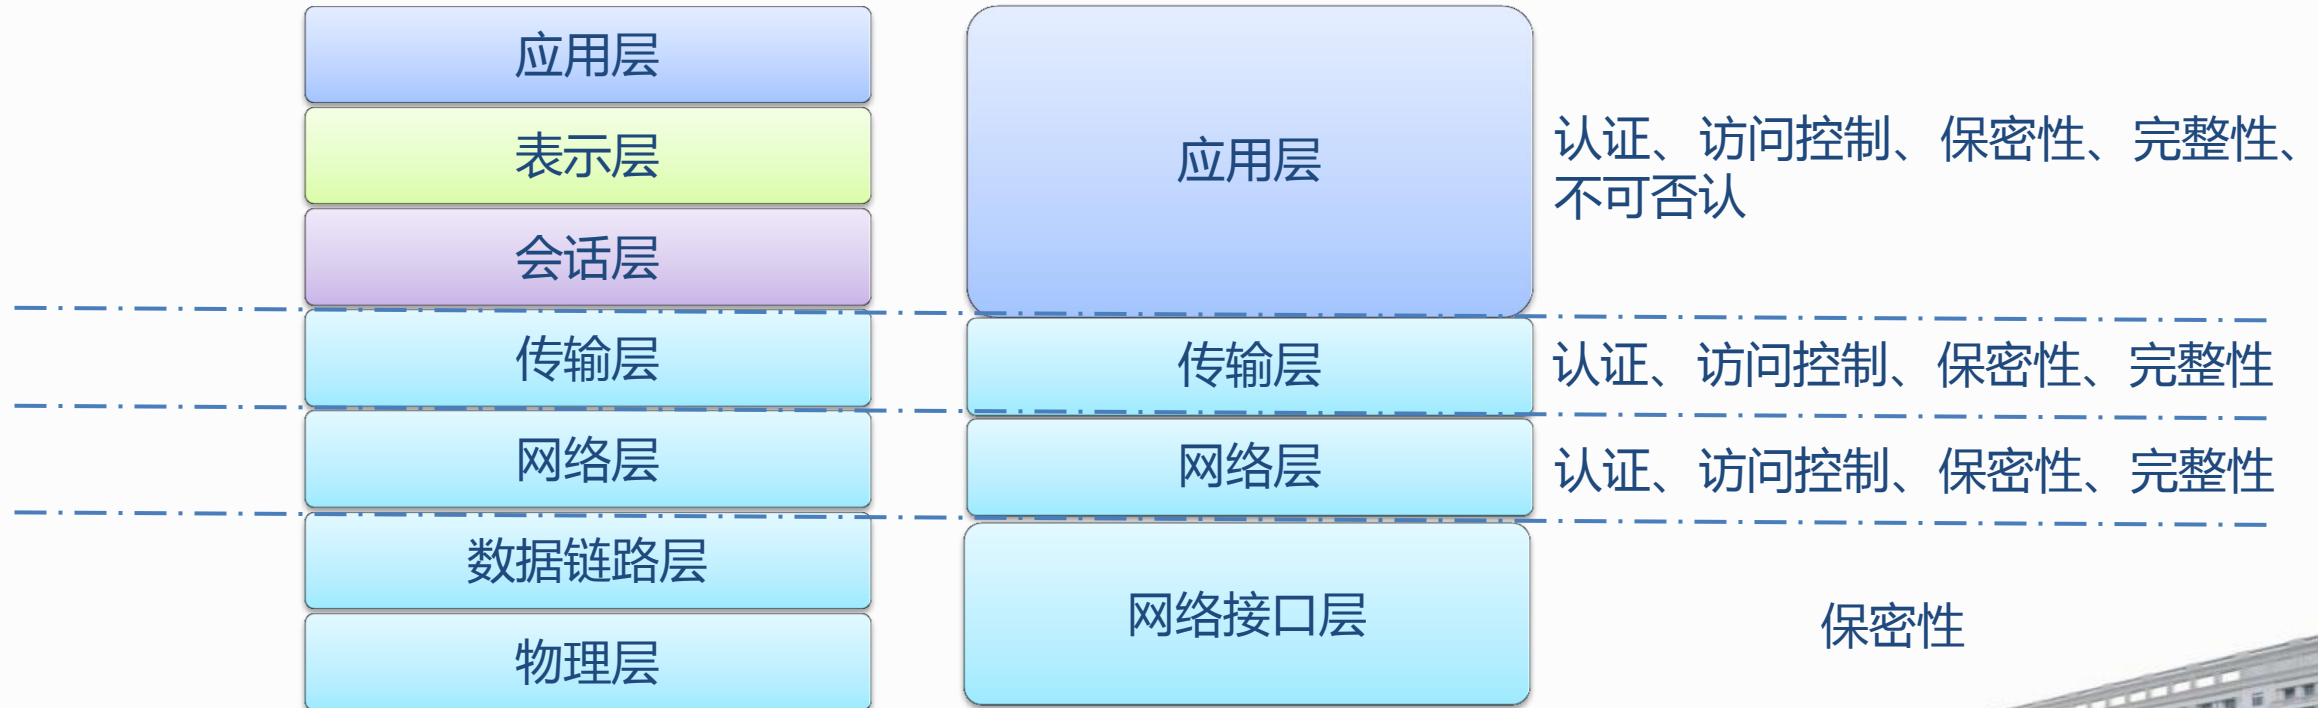 应用层
表示层
会话层
传输层
网络层
数据链路层
物理层
应用层
传输层
网络层
网络接口层
认证、访问控制、保密性、完整性、
不可否认
认证、访问控制、保密性、完整性
认证、访问控制、保密性、完整性
保密性